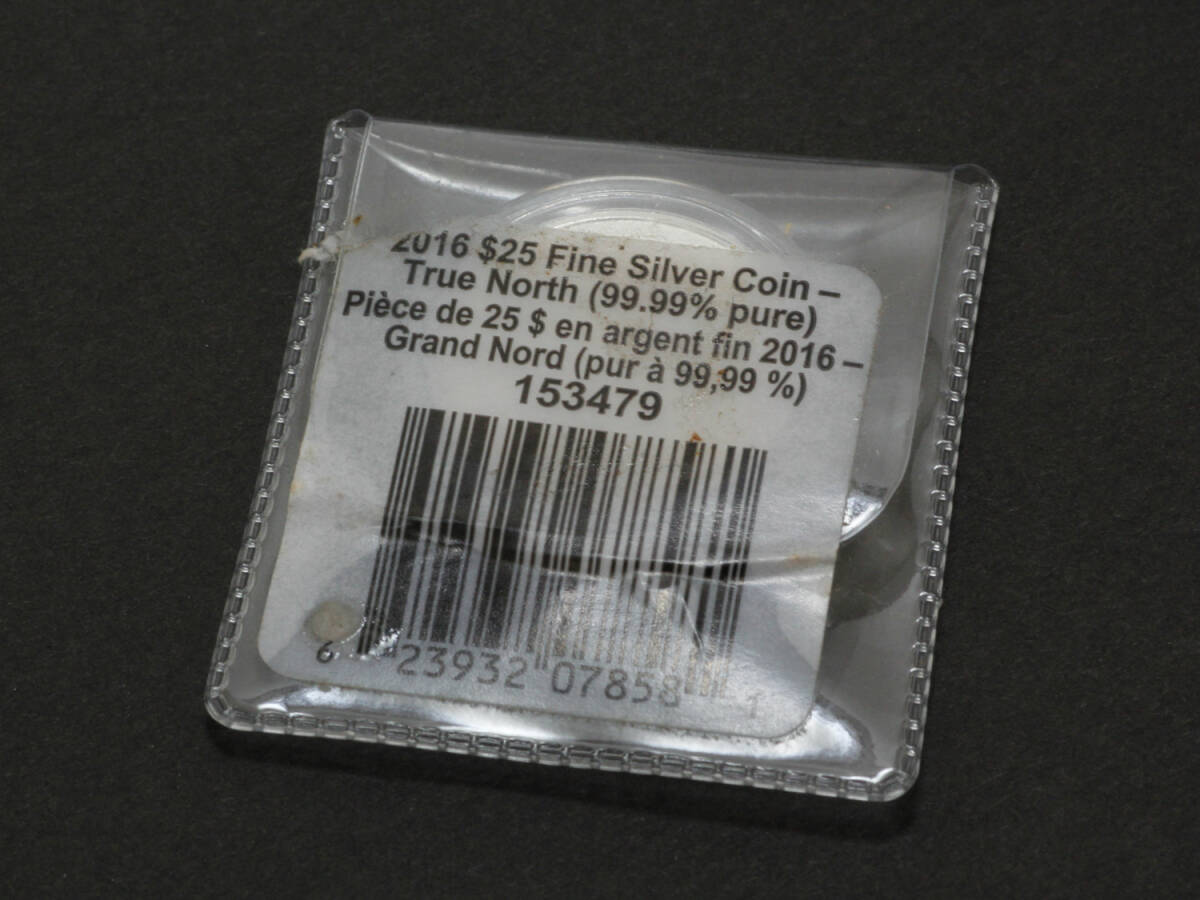 2016 $25 Fine Silver Coin –
True North (99.99% pure)
Pièce de 25 $ en argent fin 2016 –
Grand Nord (pur à 99,99 %)
153479
6 23932 07858 1